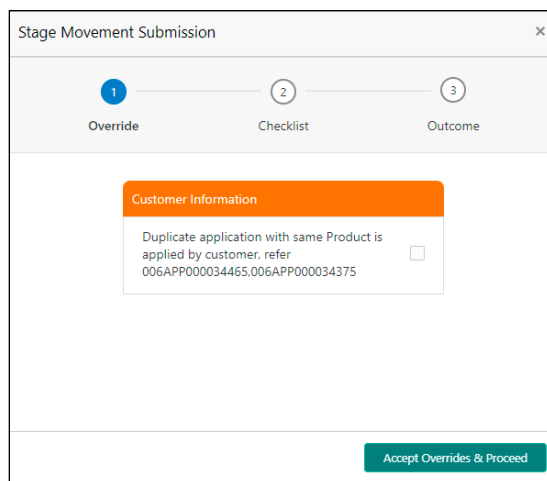 Stage Movement Submission ×
1 2 3
Override Checklist Outcome
Customer Information
Duplicate application with same Product is
applied by customer, refer
006APP000034465,006APP000034375
Accept Overrides & Proceed